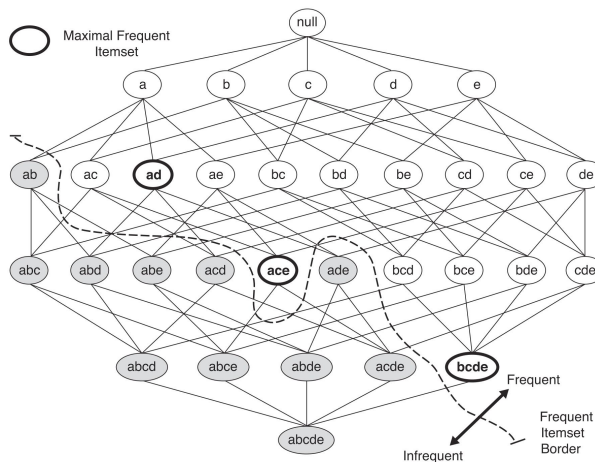 null
Maximal Frequent
Itemset
a b c d e
ab ac ad ae bc bd be cd ce de
abc abd abe acd ace ade bcd bce bde cde
abcd abce abde acde bcde
Frequent
Frequent
Itemset
Border
abcde
Infrequent